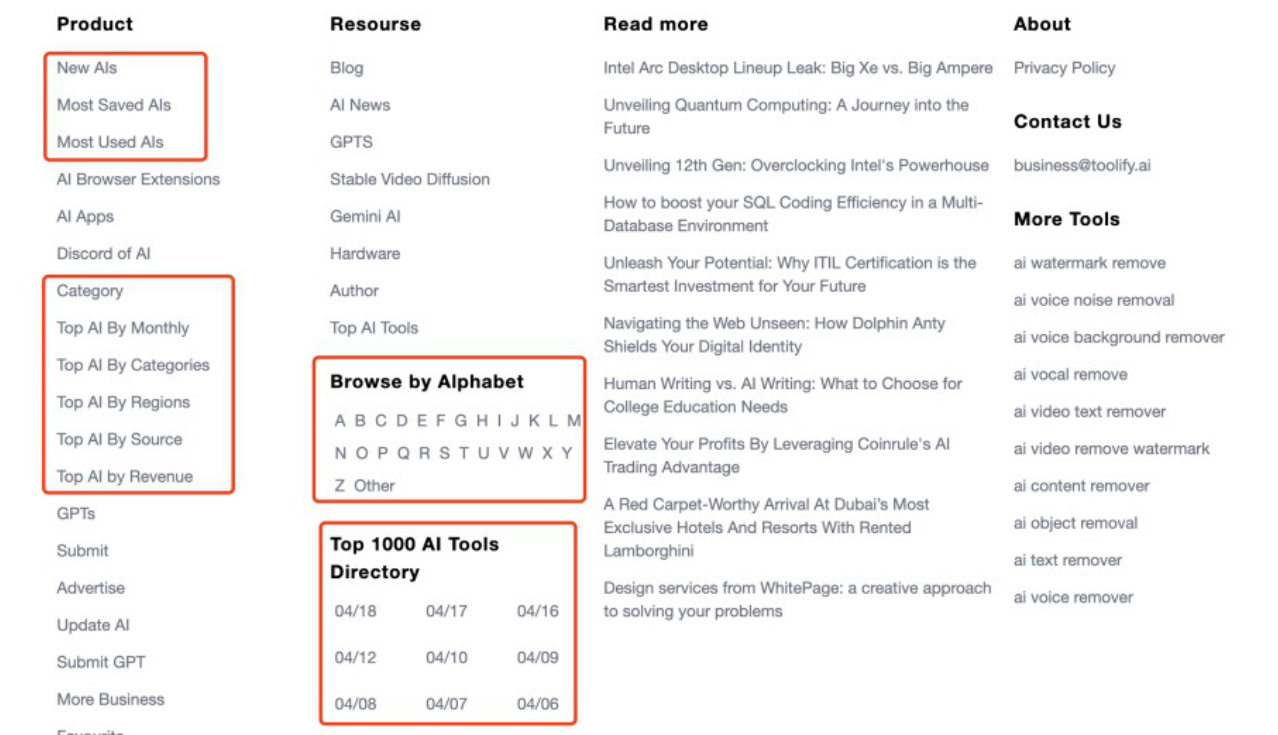 Product
New AIs
Most Saved AIs
Most Used AIs
AI Browser Extensions
AI Apps
Discord of AI
Category
Top AI By Monthly
Top AI By Categories
Top AI By Regions
Top AI By Source
Top AI by Revenue
GPTs
Submit
Advertise
Update AI
Submit GPT
More Business
Resourse
Blog
AI News
GPTS
Stable Video Diffusion
Gemini AI
Hardware
Author
Top AI Tools
Browse by Alphabet
A B C D E F G H I J K L M
N O P Q R S T U V W X Y
Z Other
Top 1000 AI Tools
Directory
04/18 04/17 04/16
04/12 04/10 04/09
04/08 04/07 04/06
Read more
Intel Arc Desktop Lineup Leak: Big Xe vs. Big Ampere
Unveiling Quantum Computing: A Journey into the
Future
Unveiling 12th Gen: Overclocking Intel's Powerhouse
How to boost your SQL Coding Efficiency in a Multi-
Database Environment
Unleash Your Potential: Why ITIL Certification is the
Smartest Investment for Your Future
Navigating the Web Unseen: How Dolphin Anty
Shields Your Digital Identity
Human Writing vs. AI Writing: What to Choose for
College Education Needs
Elevate Your Profits By Leveraging Coinrule's AI
Trading Advantage
A Red Carpet-Worthy Arrival At Dubai's Most
Exclusive Hotels And Resorts With Rented
Lamborghini
Design services from WhitePage: a creative approach
to solving your problems
About
Privacy Policy
Contact Us
business@toolify.ai
More Tools
ai watermark remove
ai voice noise removal
ai voice background remover
ai vocal remove
ai video text remover
ai video remove watermark
ai content remover
ai object removal
ai text remover
ai voice remover